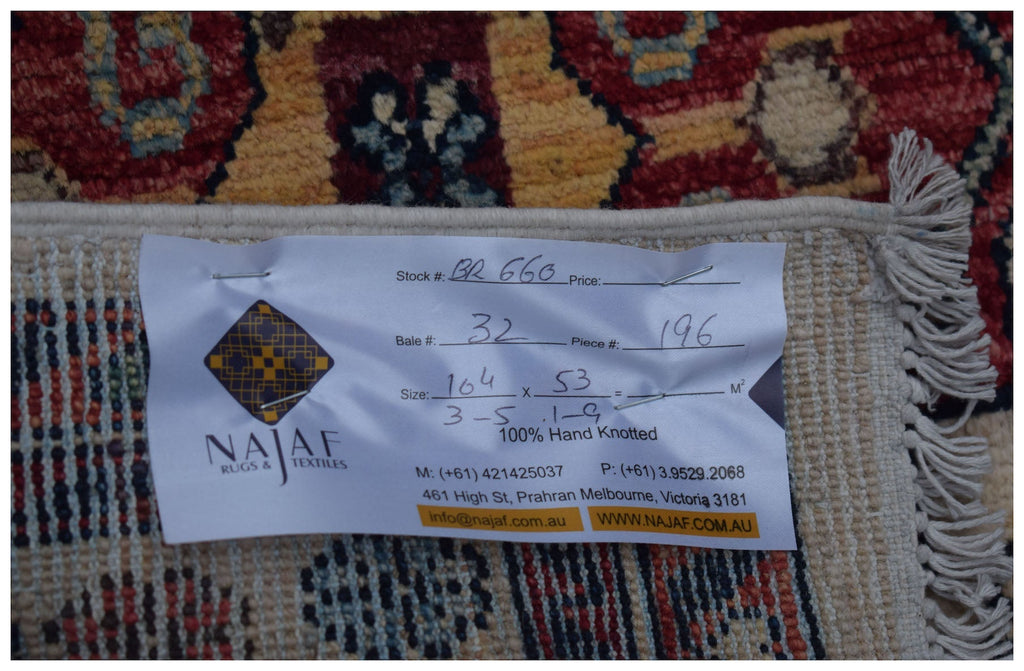 Stock #: BR 660 Price:
Bale #: 32 Piece #: 196
Size: 104 x 53 = M²
3-5 .1-9
100% Hand Knotted
NAJAF
RUGS & TEXTILES
M: (+61) 421425037 P: (+61) 3.9529.2068
461 High St, Prahran Melbourne, Victoria 3181
info@najaf.com.au WWW.NAJAF.COM.AU